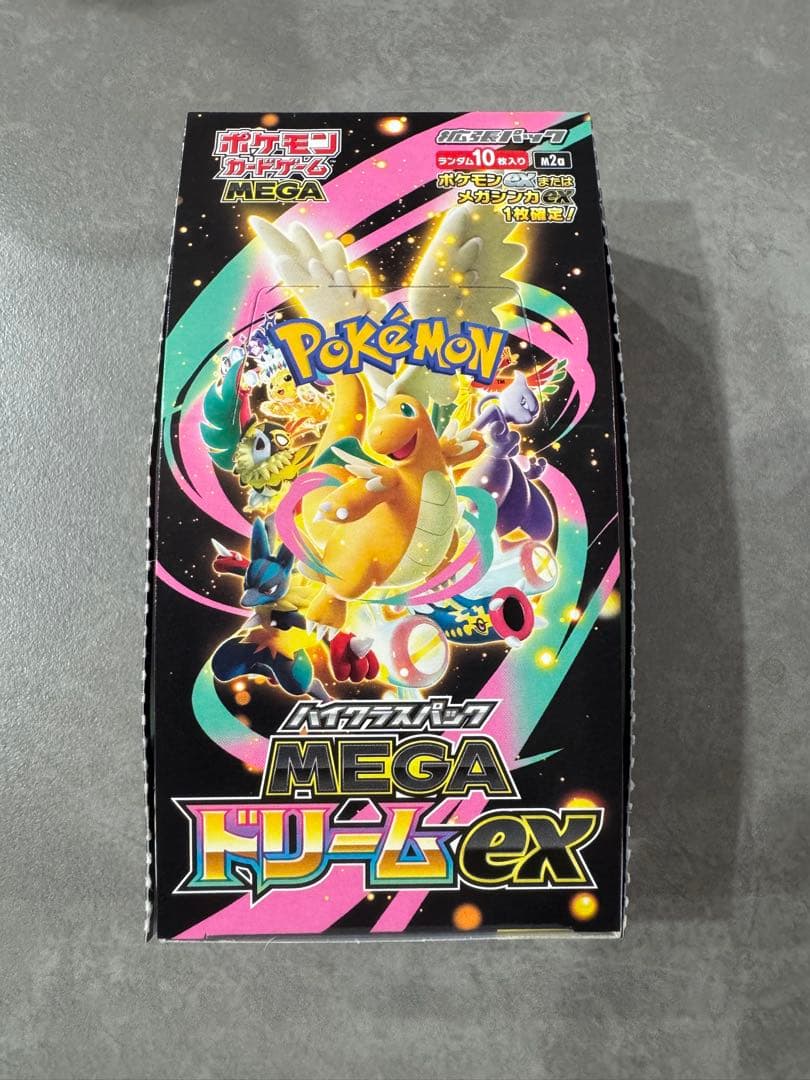 ポケモン
カードゲーム
MEGA
拡張パック
ランダム10枚入り M2a
ポケモンexまたは
メガシンカex
1枚確定!
POKéMON
TM
ハイクラスパック
MEGA
ドリームex